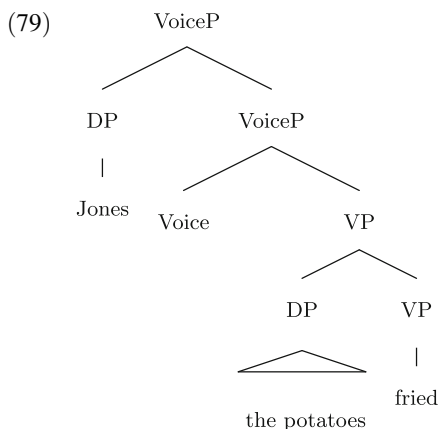 (79) VoiceP
DP VoiceP
Jones Voice VP
DP VP
the potatoes fried